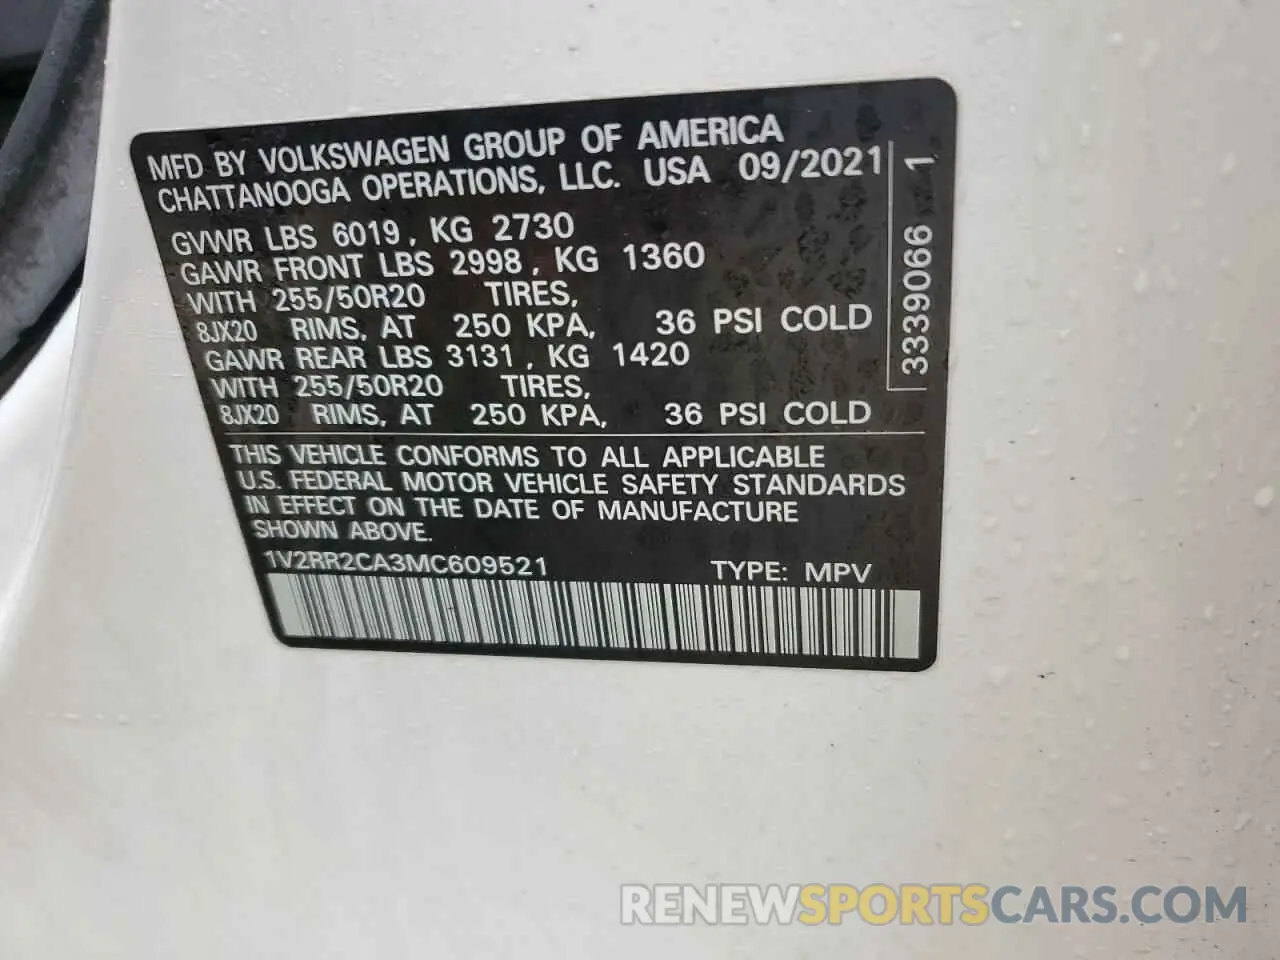 MFD BY VOLKSWAGEN GROUP OF AMERICA
CHATTANOOGA OPERATIONS, LLC. USA 09/2021
GVWR LBS 6019, KG 2730
GAWR FRONT LBS 2998, KG 1360
WITH 255/50R20 TIRES,
8JX20 RIMS, AT 250 KPA, 36 PSI COLD
GAWR REAR LBS 3131, KG 1420
WITH 255/50R20 TIRES,
8JX20 RIMS, AT 250 KPA, 36 PSI COLD
3339066 1
THIS VEHICLE CONFORMS TO ALL APPLICABLE
U.S. FEDERAL MOTOR VEHICLE SAFETY STANDARDS
IN EFFECT ON THE DATE OF MANUFACTURE
SHOWN ABOVE.
1V2RR2CA3MC609521 TYPE: MPV
RENEWSPORTSCARS.COM